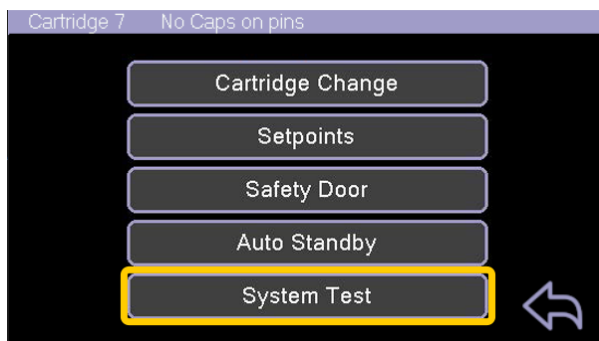 Cartridge 7 No Caps on pins
Cartridge Change
Setpoints
Safety Door
Auto Standby
System Test